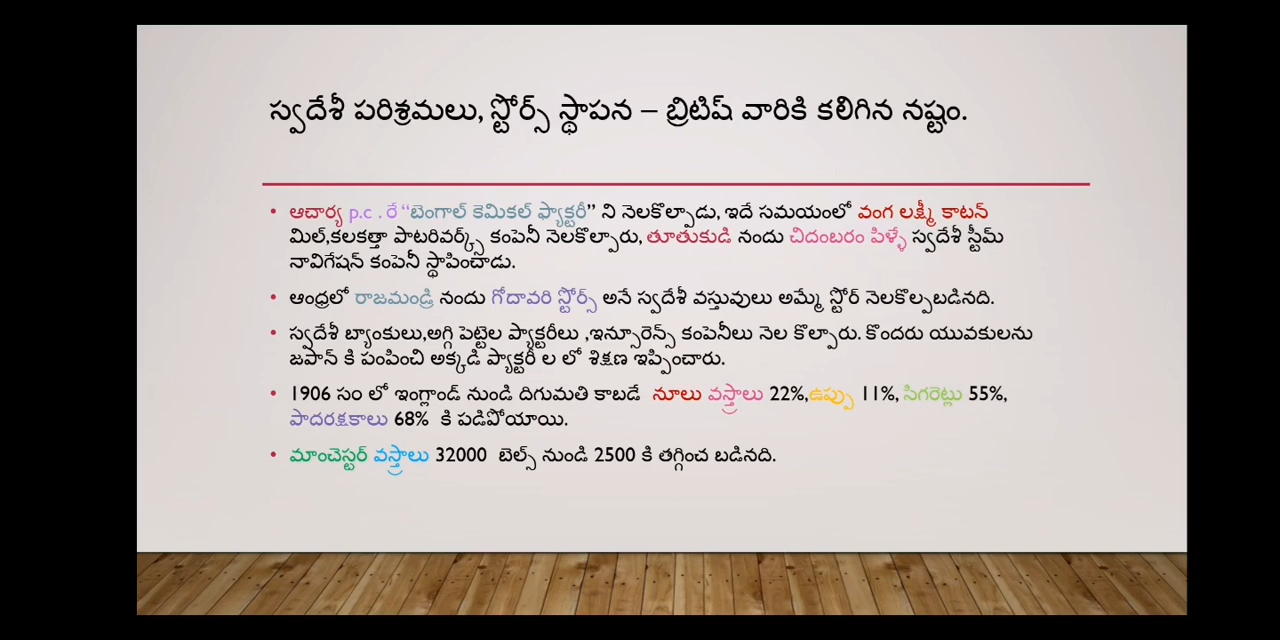 స్వదేశీ పరిశ్రమలు, స్టోర్స్ స్థాపన – బ్రిటిష్ వారికి కలిగిన నష్టం.
• ఆచార్య p.c . రే “బెంగాల్ కెమికల్ ఫ్యాక్టరీ” ని నెలకొల్పాడు, ఇదే సమయంలో వంగ లక్ష్మీ కాటన్
మిల్,కలకత్తా పాటరివర్క్స్ కంపెనీ నెలకొల్పారు, తూతుకుడి నందు చిదంబరం పిళ్ళే స్వదేశీ స్టీమ్
నావిగేషన్ కంపెనీ స్థాపించాడు.
• ఆంధ్రలో రాజమండ్రి నందు గోదావరి స్టోర్స్ అనే స్వదేశీ వస్తువులు అమ్మే స్టోర్ నెలకొల్పబడినది.
• స్వదేశీ బ్యాంకులు,అగ్గి పెట్టెల ప్యాక్టరీలు ,ఇన్సూరెన్స్ కంపెనీలు నెల కొల్పారు. కొందరు యువకులను
జపాన్ కి పంపించి అక్కడి ప్యాక్టరీ ల లో శిక్షణ ఇప్పించారు.
• 1906 సం లో ఇంగ్లాండ్ నుండి దిగుమతి కాబడే నూలు వస్త్రాలు 22%,ఉప్పు 11%, సిగరెట్లు 55%,
పాదరక్షకాలు 68% కి పడిపోయాయి.
• మాంచెస్టర్ వస్త్రాలు 32000 బెల్స్ నుండి 2500 కి తగ్గించ బడినది.